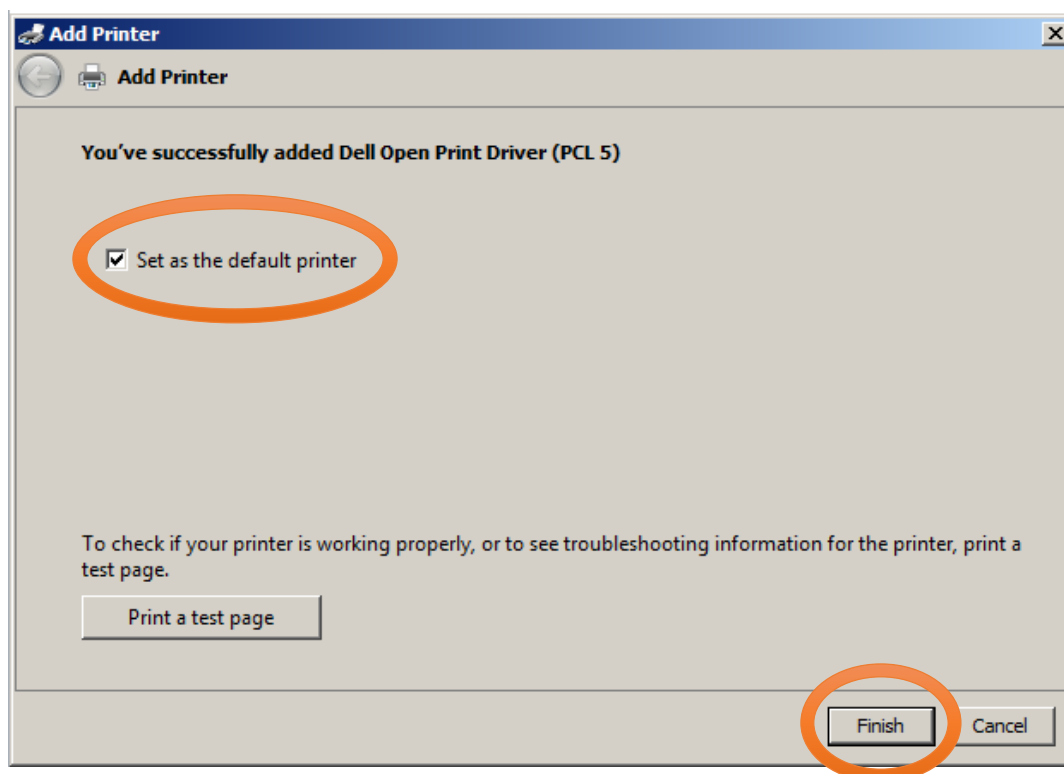 Add Printer
Add Printer
You've successfully added Dell Open Print Driver (PCL 5)
Set as the default printer
To check if your printer is working properly, or to see troubleshooting information for the printer, print a
test page.
Print a test page
Finish
Cancel